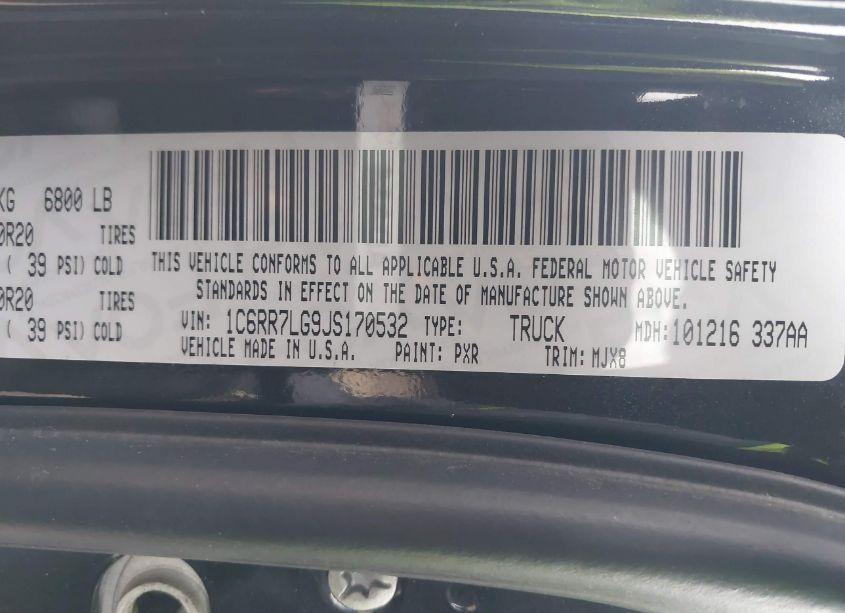 KG 6800 LB
0R20 TIRES
( 39 PSI) COLD
0R20 TIRES
( 39 PSI) COLD
THIS VEHICLE CONFORMS TO ALL APPLICABLE U.S.A. FEDERAL MOTOR VEHICLE SAFETY
STANDARDS IN EFFECT ON THE DATE OF MANUFACTURE SHOWN ABOVE.
VIN: 1C6RR7LG9JS170532 TYPE: TRUCK MDH: 101216 337AA
VEHICLE MADE IN U.S.A. PAINT: PXR TRIM: MJX8